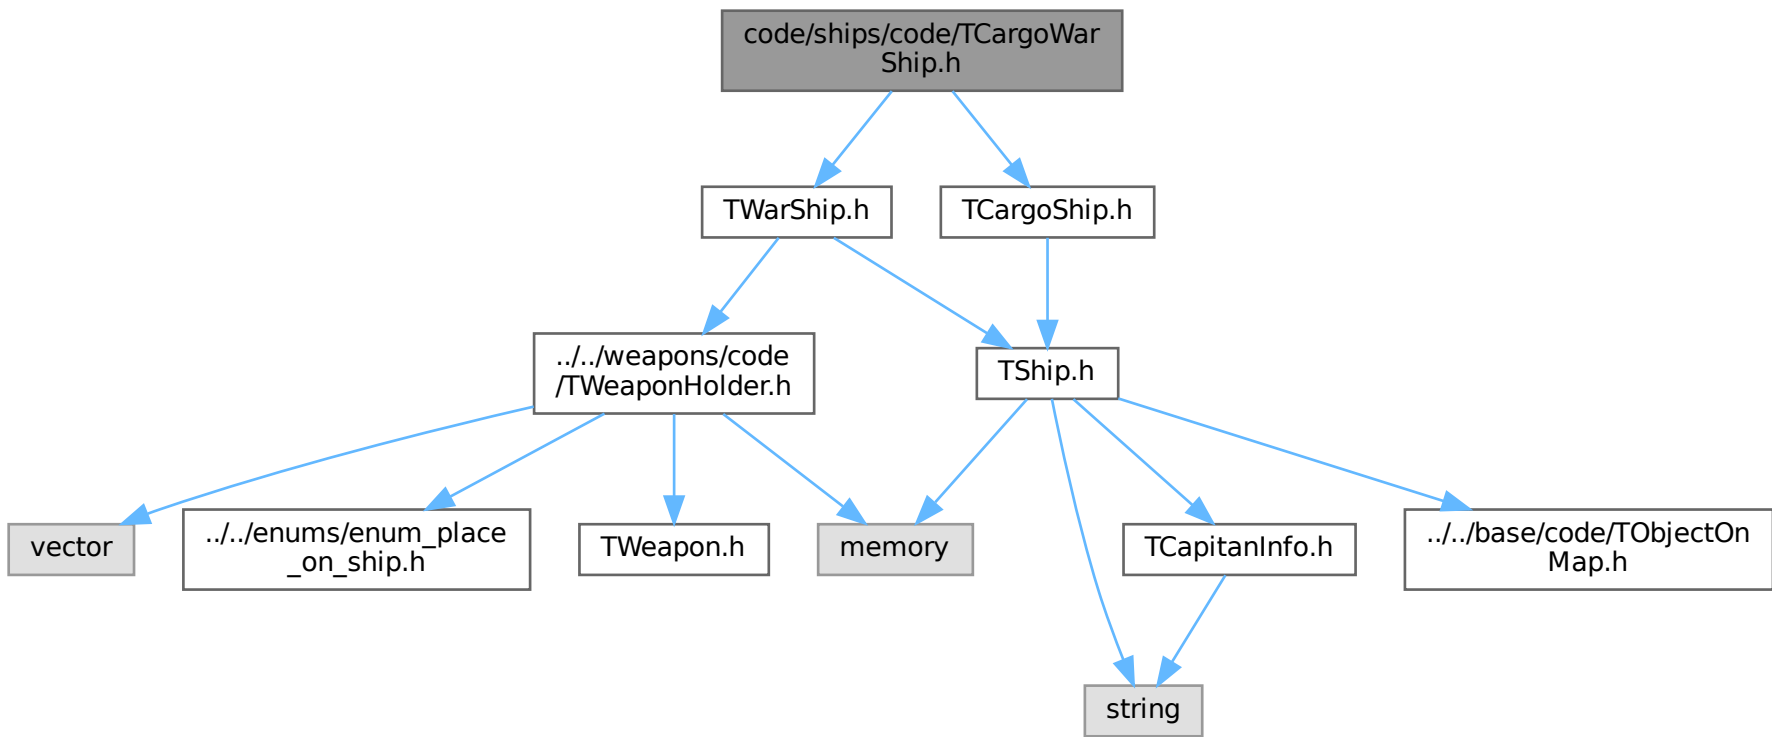 code/ships/code/TCargoWar
Ship.h
TWarShip.h
TCargoShip.h
../../weapons/code
/TWeaponHolder.h
TShip.h
vector
../../enums/enum_place
_on_ship.h
TWeapon.h
memory
TCapitanInfo.h
../../base/code/TObjectOn
Map.h
string